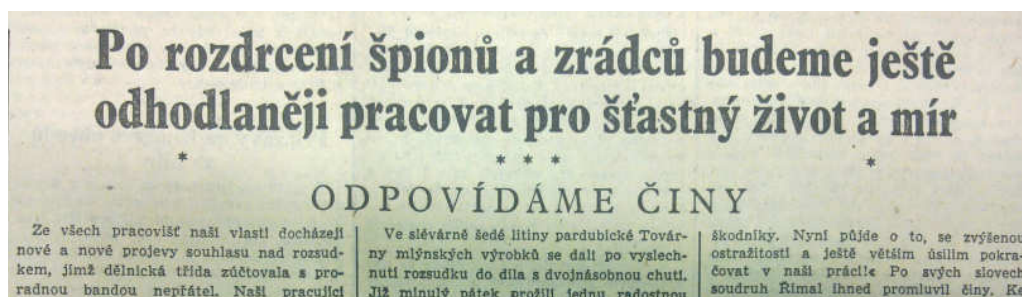 Po rozdrcení špionů a zrádců budeme ještě
odhodlaněji pracovat pro šťastný život a mír
* * * * *
ODPOVÍDÁME ČINY
Ze všech pracovišť naší vlasti docházejí
nové a nové projevy souhlasu nad rozsud-
kem, jímž dělnická třída zúčtovala s pro-
radnou bandou nepřátel. Naši pracující
Ve slévárně šedé litiny pardubické Továr-
ny mlýnských výrobků se dali po vyslech-
nutí rozsudku do díla s dvojnásobnou chutí.
Již minulý pátek prožili jednu radostnou
škodníky. Nyní půjde o to, se zvýšenou
ostražitostí a ještě větším úsilím pokra-
čovat v naší práci!« Po svých slovech
soudruh Římal ihned promluvil činy. Ke